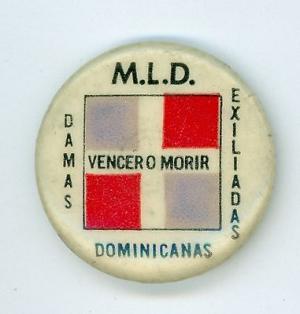 M.L.D.
DAMAS
EXILIADAS
VENCER O MORIR
DOMINICANAS